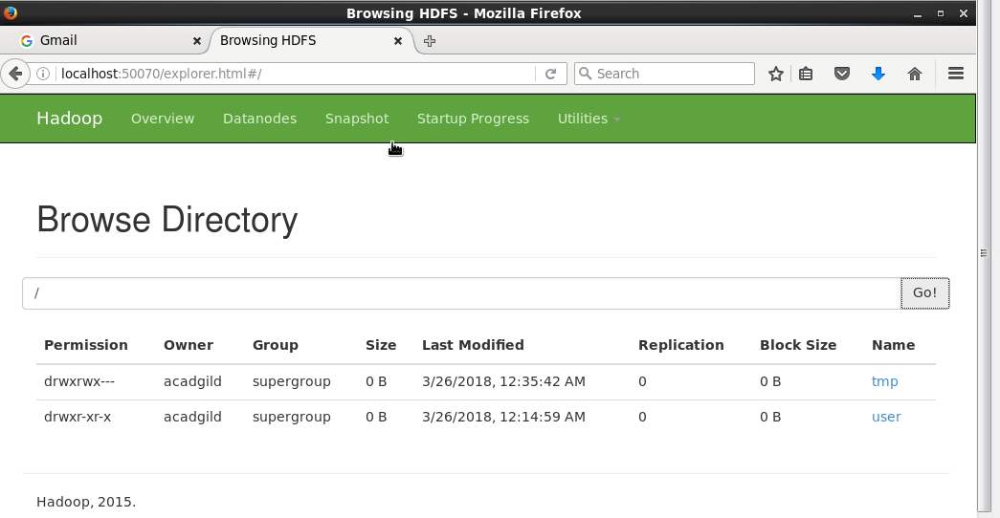 Browsing HDFS - Mozilla Firefox
Gmail Browsing HDFS
localhost:50070/explorer.html#/ Search
Hadoop Overview Datanodes Snapshot Startup Progress Utilities
Browse Directory
/ Go!
Permission Owner Group Size Last Modified Replication Block Size Name
drwxrwx--- acadgild supergroup 0 B 3/26/2018, 12:35:42 AM 0 0 B tmp
drwxr-xr-x acadgild supergroup 0 B 3/26/2018, 12:14:59 AM 0 0 B user
Hadoop, 2015.